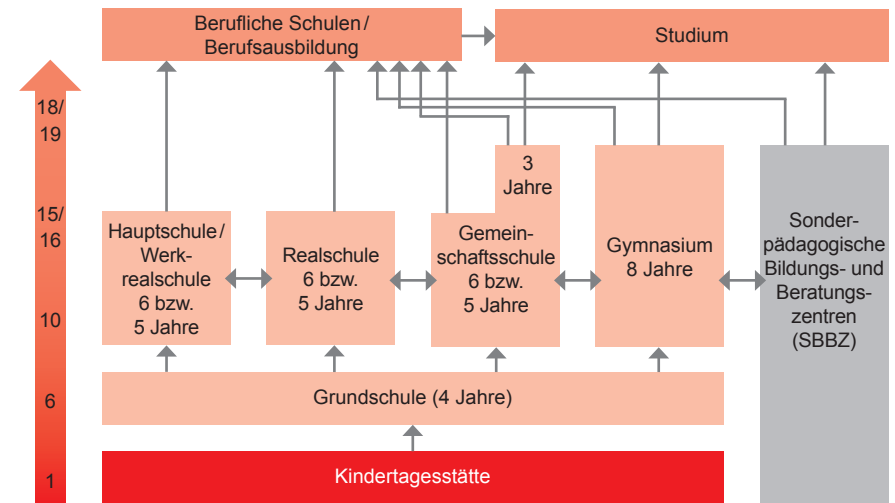 Berufliche Schulen /
Berufsausbildung
Studium
18/
19
15/
16
10
6
1
3
Jahre
Hauptschule /
Werk-
realschule
6 bzw.
5 Jahre
Realschule
6 bzw.
5 Jahre
Gemein-
schaftsschule
6 bzw.
5 Jahre
Gymnasium
8 Jahre
Sonder-
pädagogische
Bildungs- und
Beratungs-
zentren
(SBBZ)
Grundschule (4 Jahre)
Kindertagesstätte